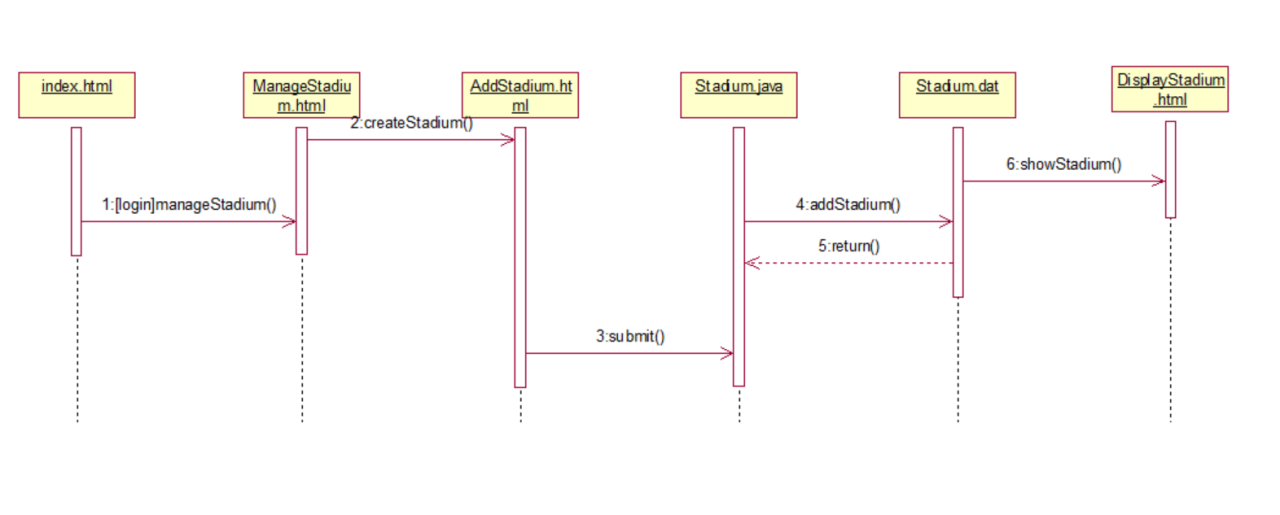 index.html
ManageStadiu
m.html
AddStadium.ht
ml
Stadium.java
Stadium.dat
DisplayStadium
.html
2:createStadium()
6:showStadium()
1:[login]manageStadium()
4:addStadium()
5:return()
3:submit()